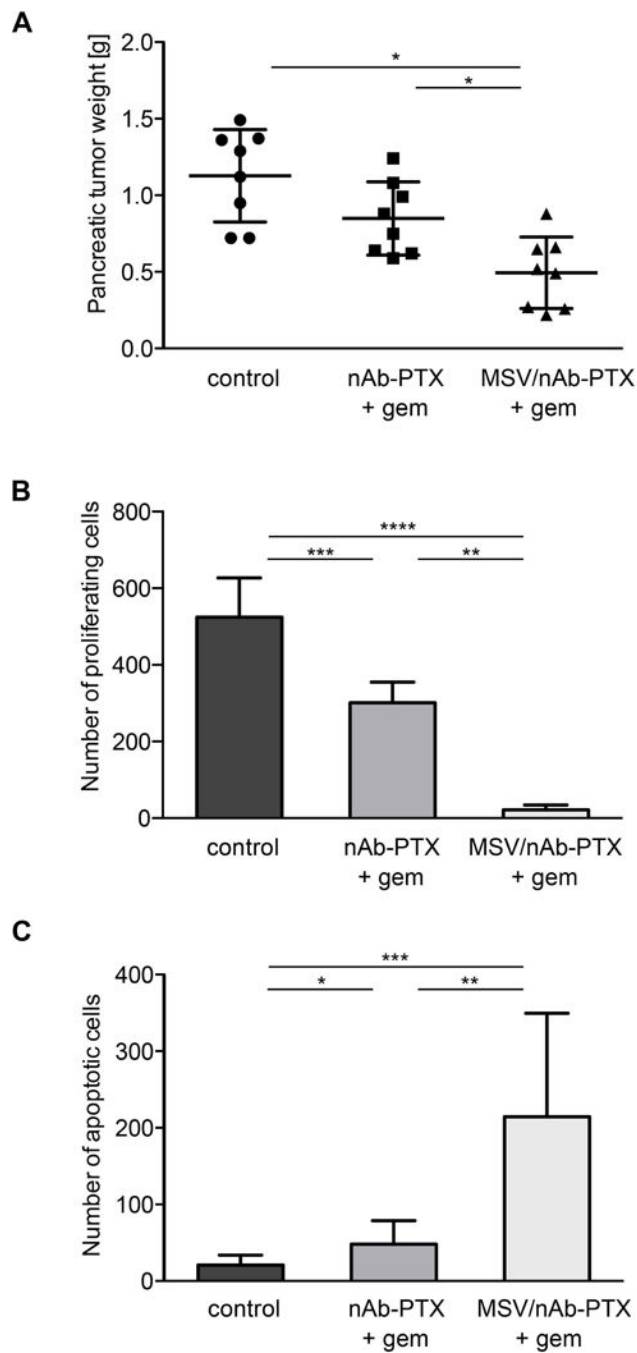 A
Pancreatic tumor weight [g]
2.0
1.5
1.0
0.5
0.0
*
*
control
nAb-PTX
+ gem
MSV/nAb-PTX
+ gem
B
Number of proliferating cells
800
600
400
200
0
****
***
**
control
nAb-PTX
+ gem
MSV/nAb-PTX
+ gem
C
Number of apoptotic cells
400
300
200
100
0
***
*
**
control
nAb-PTX
+ gem
MSV/nAb-PTX
+ gem